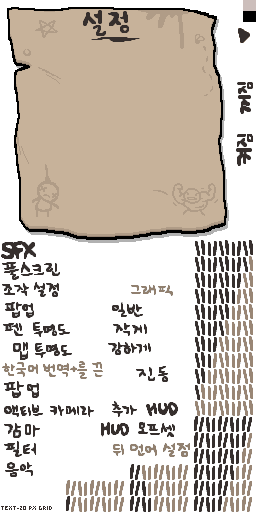 설정
SFX
풀스크린
조작 설정
그래픽
팝업
일반
펜 투명도
작게
맵 투명도
강하게
한국어 번역+를 끈
진동
팝업
액티브 카메라
추가 HUD
감마
HUD 오프셋
필터
뒤 먼어 설정
음악
TEXT-20 PX GRID